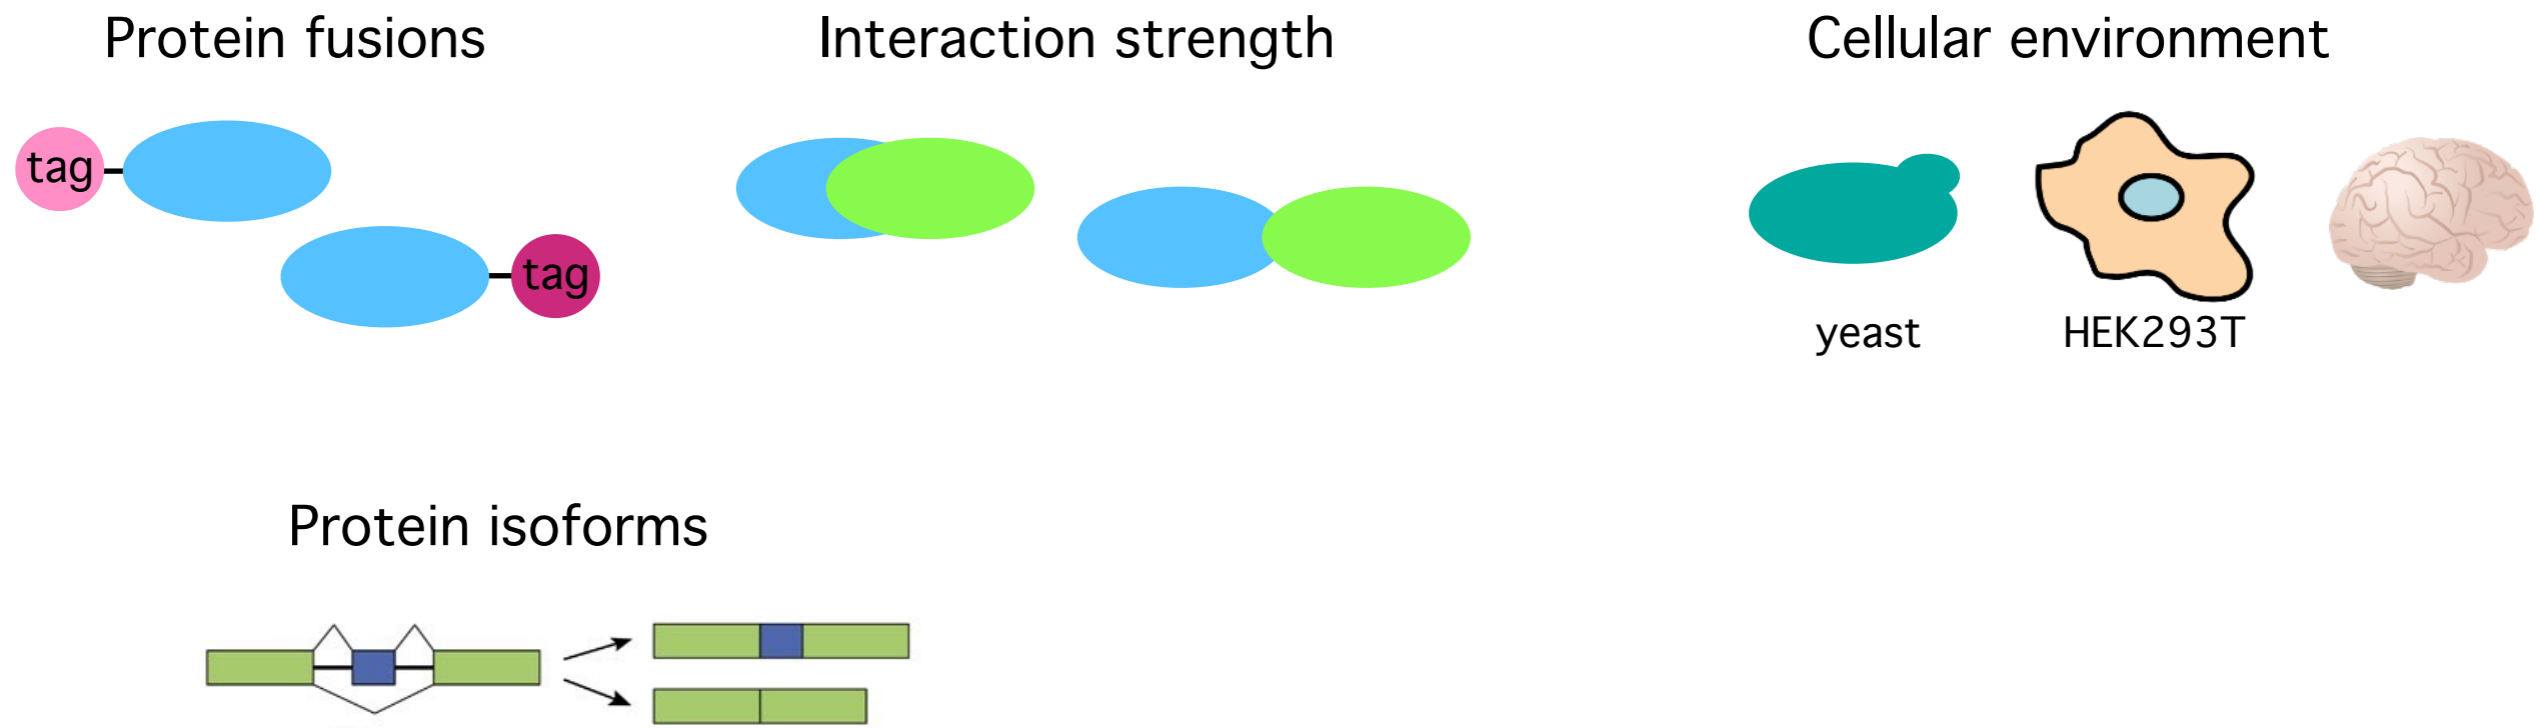 Protein fusions
Interaction strength
Cellular environment
tag
tag
yeast
HEK293T
Protein isoforms